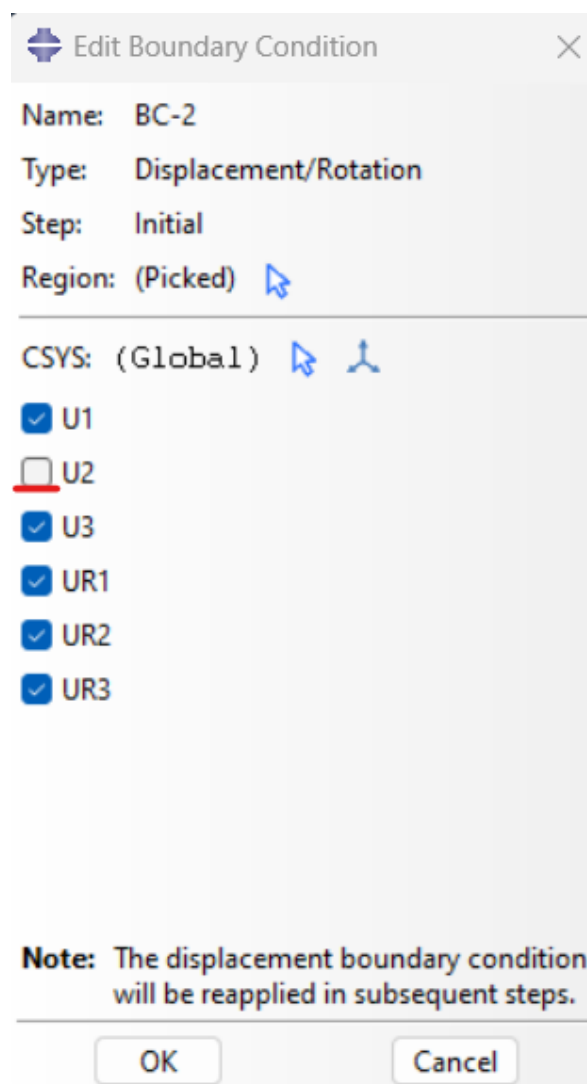 Edit Boundary Condition
Name: BC-2
Type: Displacement/Rotation
Step: Initial
Region: (Picked)
CSYS: (Global)
U1
U2
U3
UR1
UR2
UR3
Note: The displacement boundary condition
will be reapplied in subsequent steps.
OK Cancel